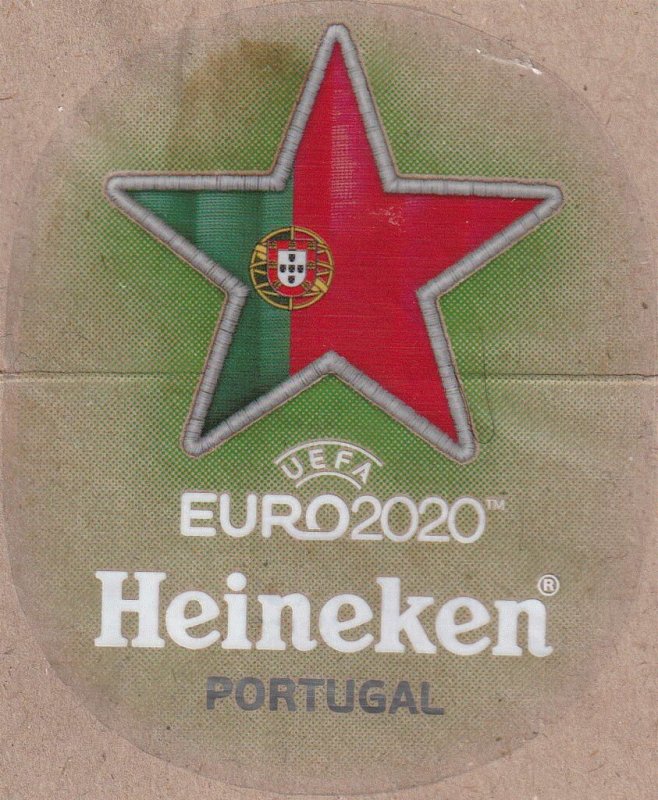 UEFA
EURO2020™
Heineken®
PORTUGAL